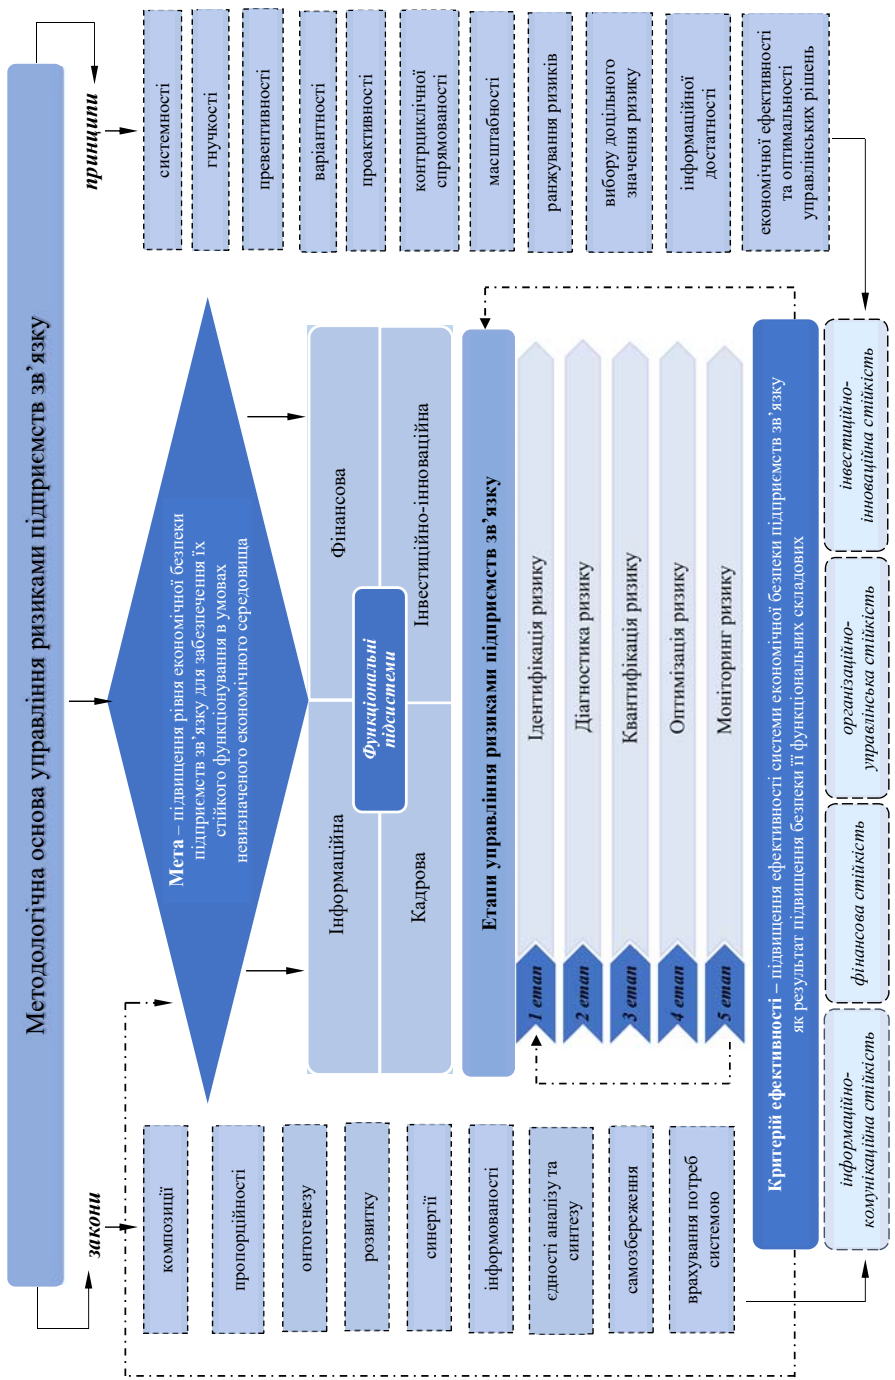 Методологічна основа управління ризиками підприємств зв’язку
закони
композиції
пропорційності
онтогенезу
розвитку
синергії
інформованості
єдності аналізу та
синтезу
самозбереження
врахування потреб
системою
Мета – підвищення рівня економічної безпеки
підприємств зв’язку для забезпечення їх
стійкого функціонування в умовах
невизначеного економічного середовища
Інформаційна
Фінансова
Функціональні
підсистеми
Кадрова
Інвестиційно-інноваційна
Етапи управління ризиками підприємств зв’язку
1 етап
Ідентифікація ризику
2 етап
Діагностика ризику
3 етап
Квантифікація ризику
4 етап
Оптимізація ризику
5 етап
Моніторинг ризику
принципи
системності
гнучкості
превентивності
варіантності
проактивності
контрциклічної
спрямованості
масштабності
ранжування ризиків
вибору доцільного
значення ризику
інформаційної
достатності
економічної ефективності
та оптимальності
управлінських рішень
Критерій ефективності – підвищення ефективності системи економічної безпеки підприємств зв’язку
як результат підвищення безпеки її функціональних складових
інформаційно-
комунікаційна стійкість
фінансова стійкість
організаційно-
управлінська стійкість
інвестиційно-
інноваційна стійкість